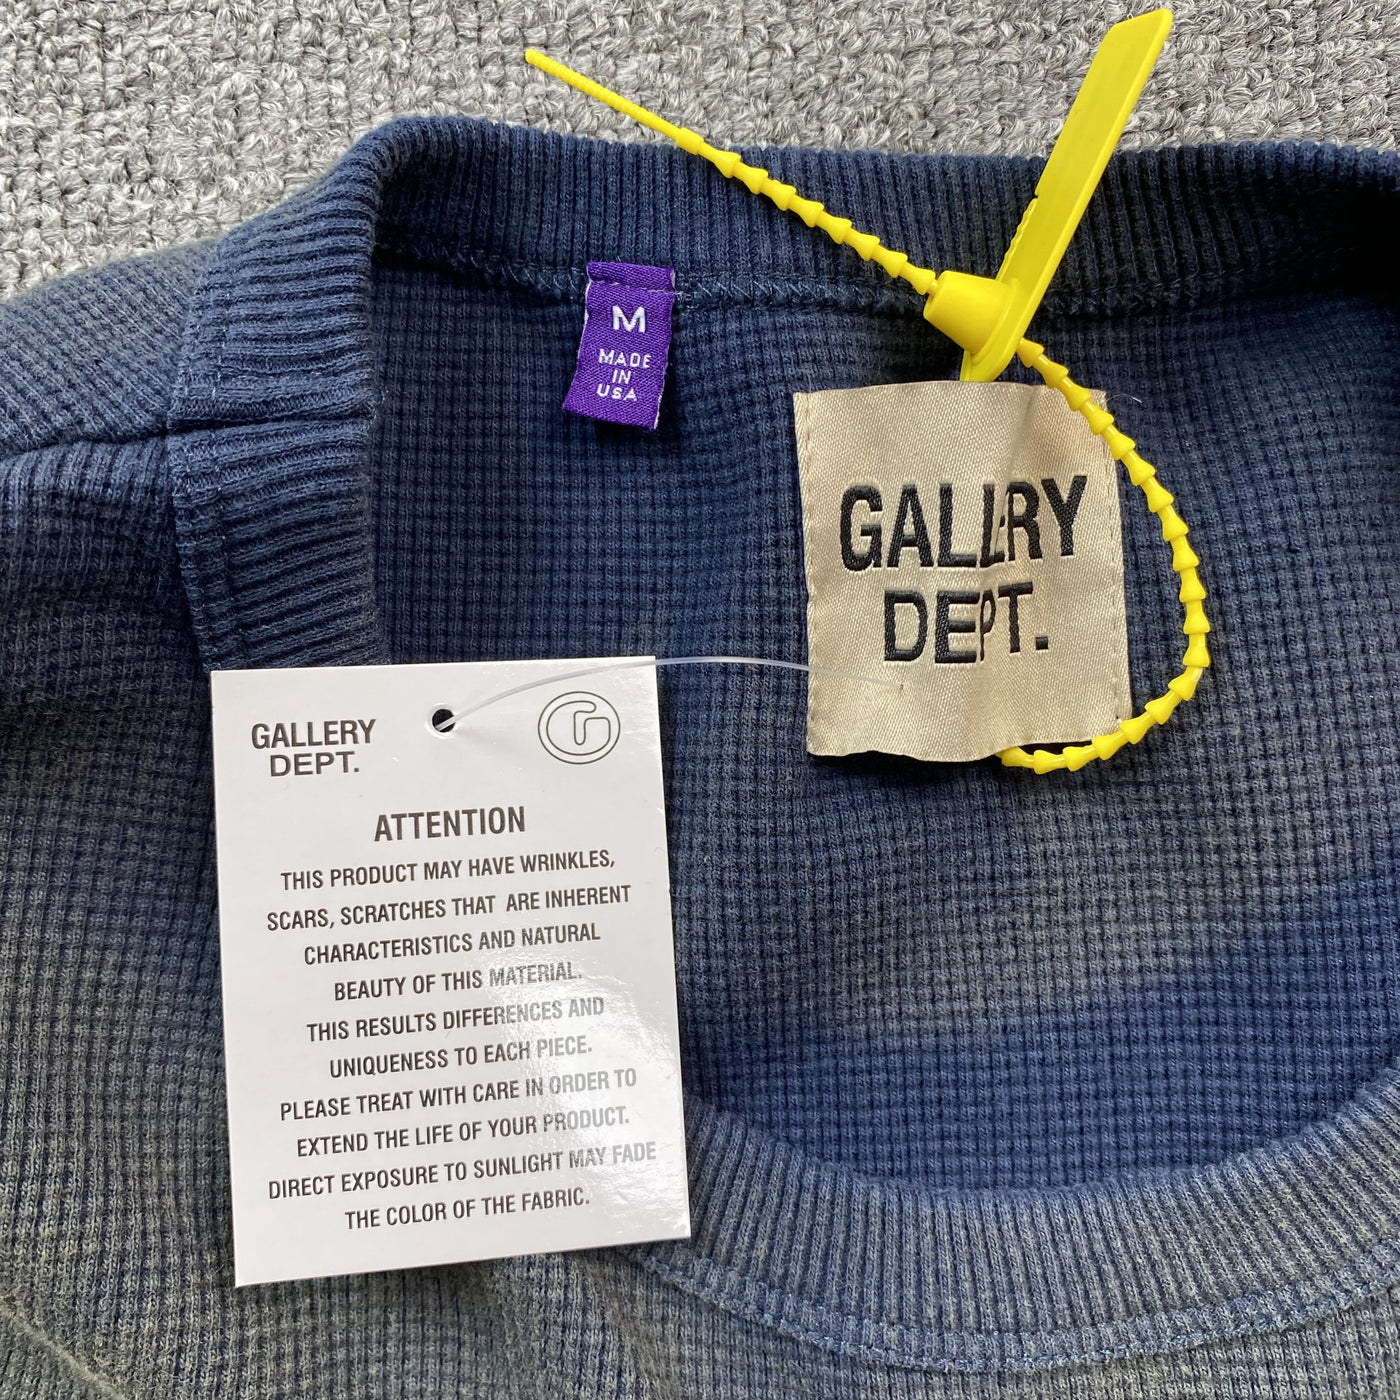 M
MADE
IN
USA
GALLERY
DEPT.
GALLERY
DEPT.
G
ATTENTION
THIS PRODUCT MAY HAVE WRINKLES,
SCARS, SCRATCHES THAT ARE INHERENT
CHARACTERISTICS AND NATURAL
BEAUTY OF THIS MATERIAL.
THIS RESULTS DIFFERENCES AND
UNIQUENESS TO EACH PIECE.
PLEASE TREAT WITH CARE IN ORDER TO
EXTEND THE LIFE OF YOUR PRODUCT.
DIRECT EXPOSURE TO SUNLIGHT MAY FADE
THE COLOR OF THE FABRIC.